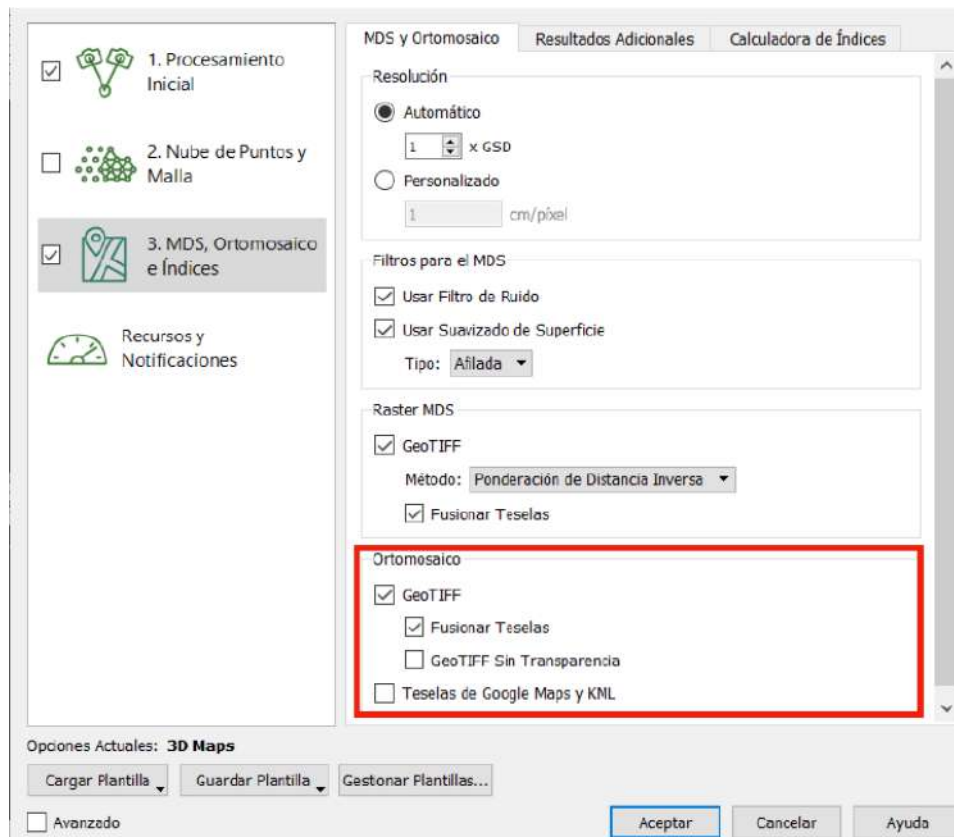 1. Procesamiento
Inicial
2. Nube de Puntos y
Malla
3. MDS, Ortomosaico
e Índices
Recursos y
Notificaciones
MDS y Ortomosaico
Resultados Adicionales
Calculadora de Índices
Resolución
Automático
1 x GSD
Personalizado
1 cm/píxel
Filtros para el MDS
Usar Filtro de Ruido
Usar Suavizado de Superficie
Tipo: Afilada
Raster MDS
GeoTIFF
Método: Ponderación de Distancia Inversa
Fusionar Teselas
Ortomosaico
GeoTIFF
Fusionar Teselas
GeoTIFF Sin Transparencia
Teselas de Google Maps y KML
Opciones Actuales: 3D Maps
Cargar Plantilla
Guardar Plantilla
Gestionar Plantillas...
Avanzado
Aceptar
Cancelar
Ayuda